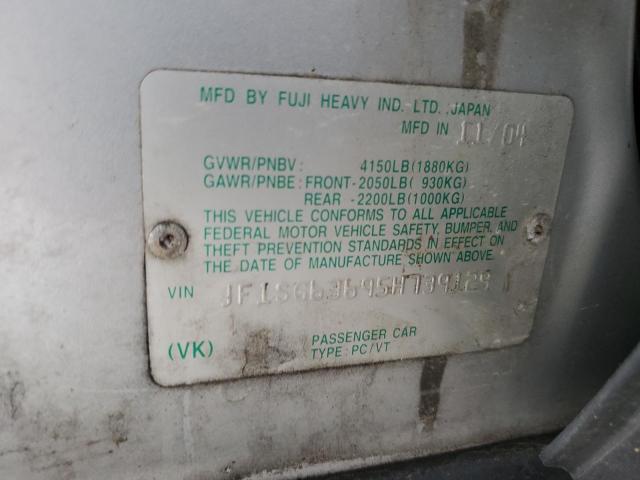 MFD BY FUJI HEAVY IND. LTD., JAPAN
MFD IN 11/04
GVWR/PNBV: 4150LB(1880KG)
GAWR/PNBE: FRONT-2050LB( 930KG)
REAR -2200LB(1000KG)
THIS VEHICLE CONFORMS TO ALL APPLICABLE
FEDERAL MOTOR VEHICLE SAFETY, BUMPER, AND
THEFT PREVENTION STANDARDS IN EFFECT ON
THE DATE OF MANUFACTURE SHOWN ABOVE.
VIN
(VK) PASSENGER CAR
TYPE: PC/VT